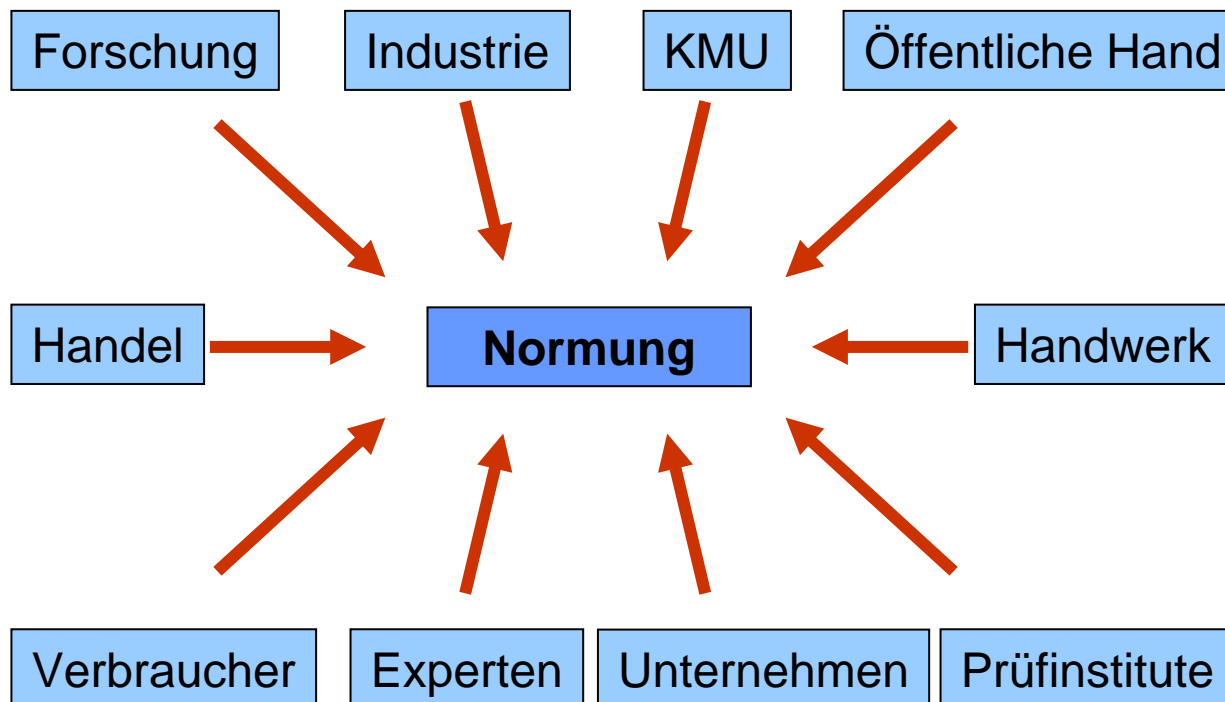 Forschung
Industrie
KMU
Öffentliche Hand
Handel
Normung
Handwerk
Verbraucher
Experten
Unternehmen
Prüfinstitute